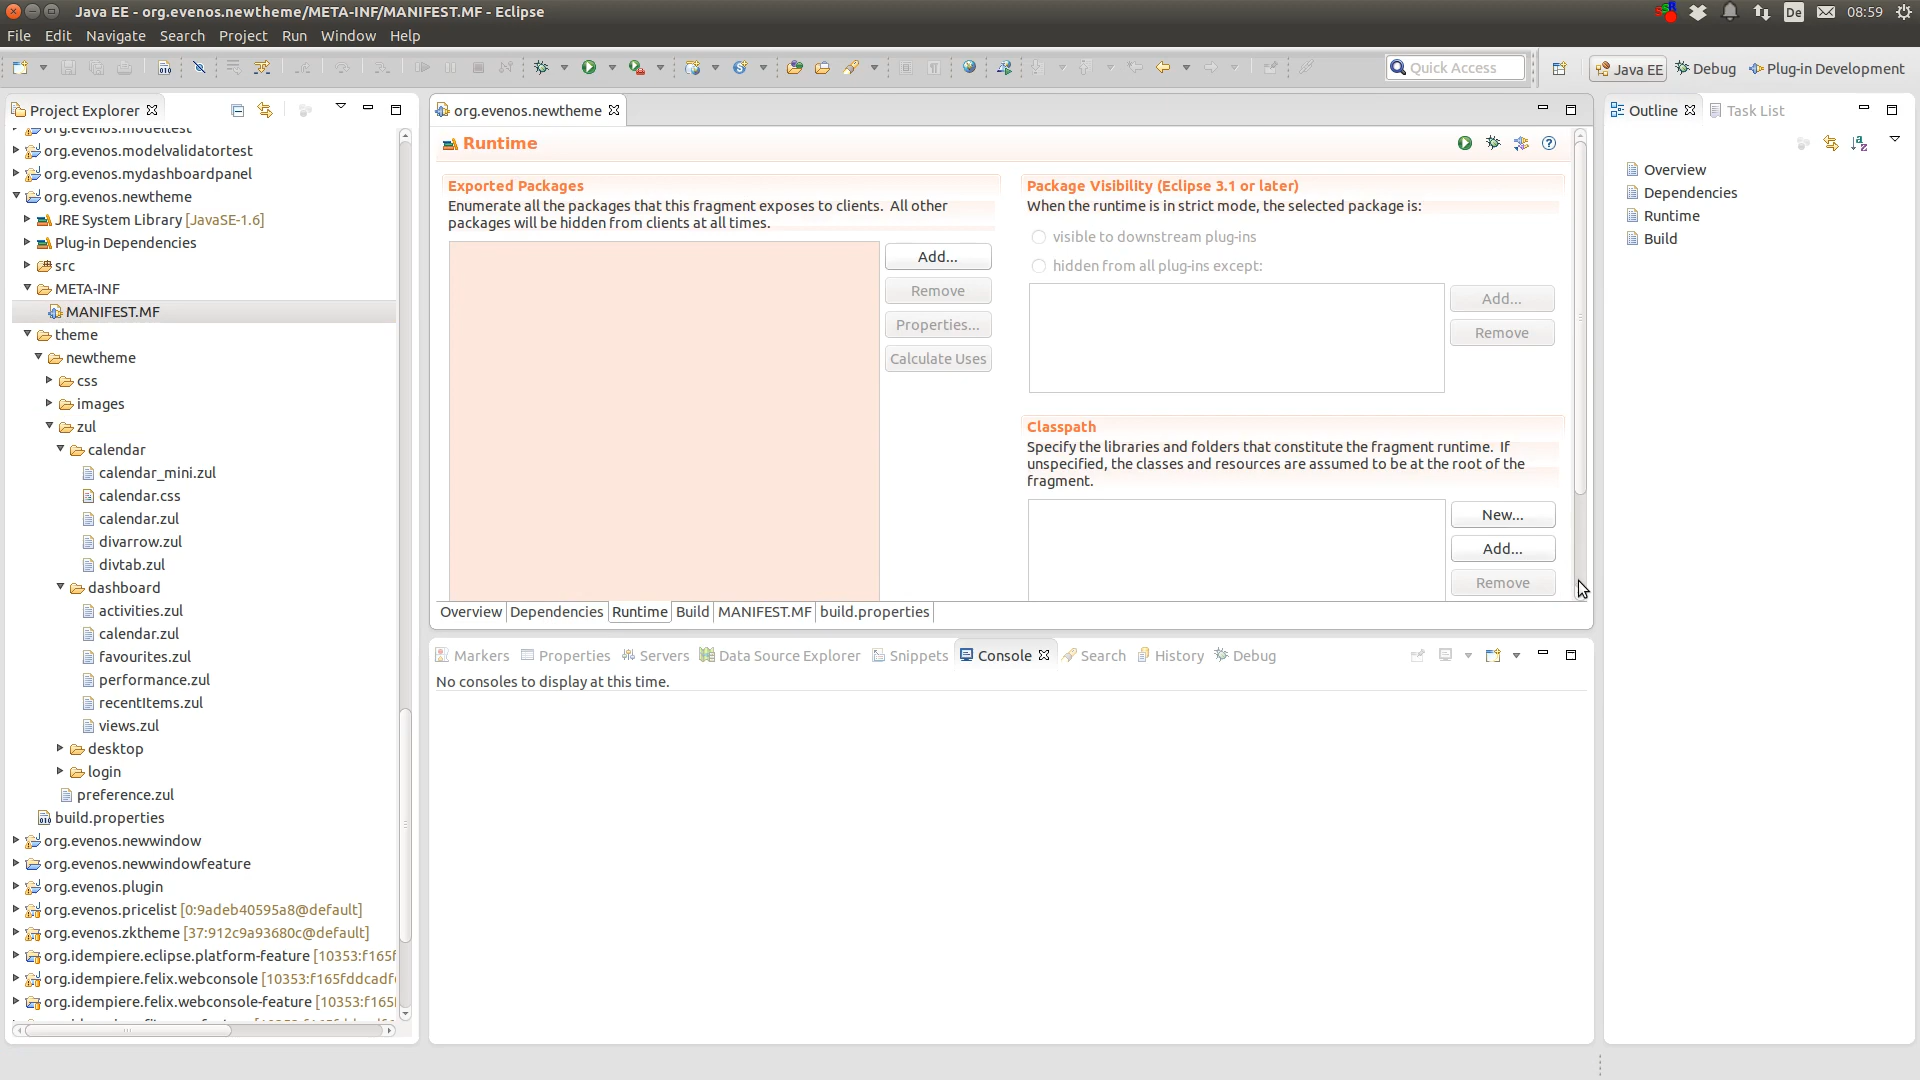 Java EE - org.evenos.newtheme/META-INF/MANIFEST.MF - Eclipse
De
08:59
File Edit Navigate Search Project Run Window Help
Quick Access
Java EE
Debug
Plug-in Development
Project Explorer
org.evenos.modeltest
org.evenos.modelvalidatortest
org.evenos.mydashboardpanel
org.evenos.newtheme
JRE System Library [JavaSE-1.6]
Plug-in Dependencies
src
META-INF
MANIFEST.MF
theme
newtheme
css
images
zul
calendar
calendar_mini.zul
calendar.css
calendar.zul
divarrow.zul
divtab.zul
dashboard
activities.zul
calendar.zul
favourites.zul
performance.zul
recentItems.zul
views.zul
desktop
login
preference.zul
build.properties
org.evenos.newwindow
org.evenos.newwindowfeature
org.evenos.plugin
org.evenos.pricelist [0:9adeb40595a8@default]
org.evenos.zktheme [37:912c9a93680c@default]
org.idempiere.eclipse.platform-feature [10353:f165f
org.idempiere.felix.webconsole [10353:f165fddcadf
org.idempiere.felix.webconsole-feature [10353:f165
org.evenos.newtheme
Runtime
Exported Packages
Enumerate all the packages that this fragment exposes to clients. All other
packages will be hidden from clients at all times.
Add...
Remove
Properties...
Calculate Uses
Package Visibility (Eclipse 3.1 or later)
When the runtime is in strict mode, the selected package is:
visible to downstream plug-ins
hidden from all plug-ins except:
Add...
Remove
Classpath
Specify the libraries and folders that constitute the fragment runtime. If
unspecified, the classes and resources are assumed to be at the root of the
fragment.
New...
Add...
Remove
Overview Dependencies Runtime Build MANIFEST.MF build.properties
Markers Properties Servers Data Source Explorer Snippets Console Search History Debug
No consoles to display at this time.
Outline
Task List
Overview
Dependencies
Runtime
Build